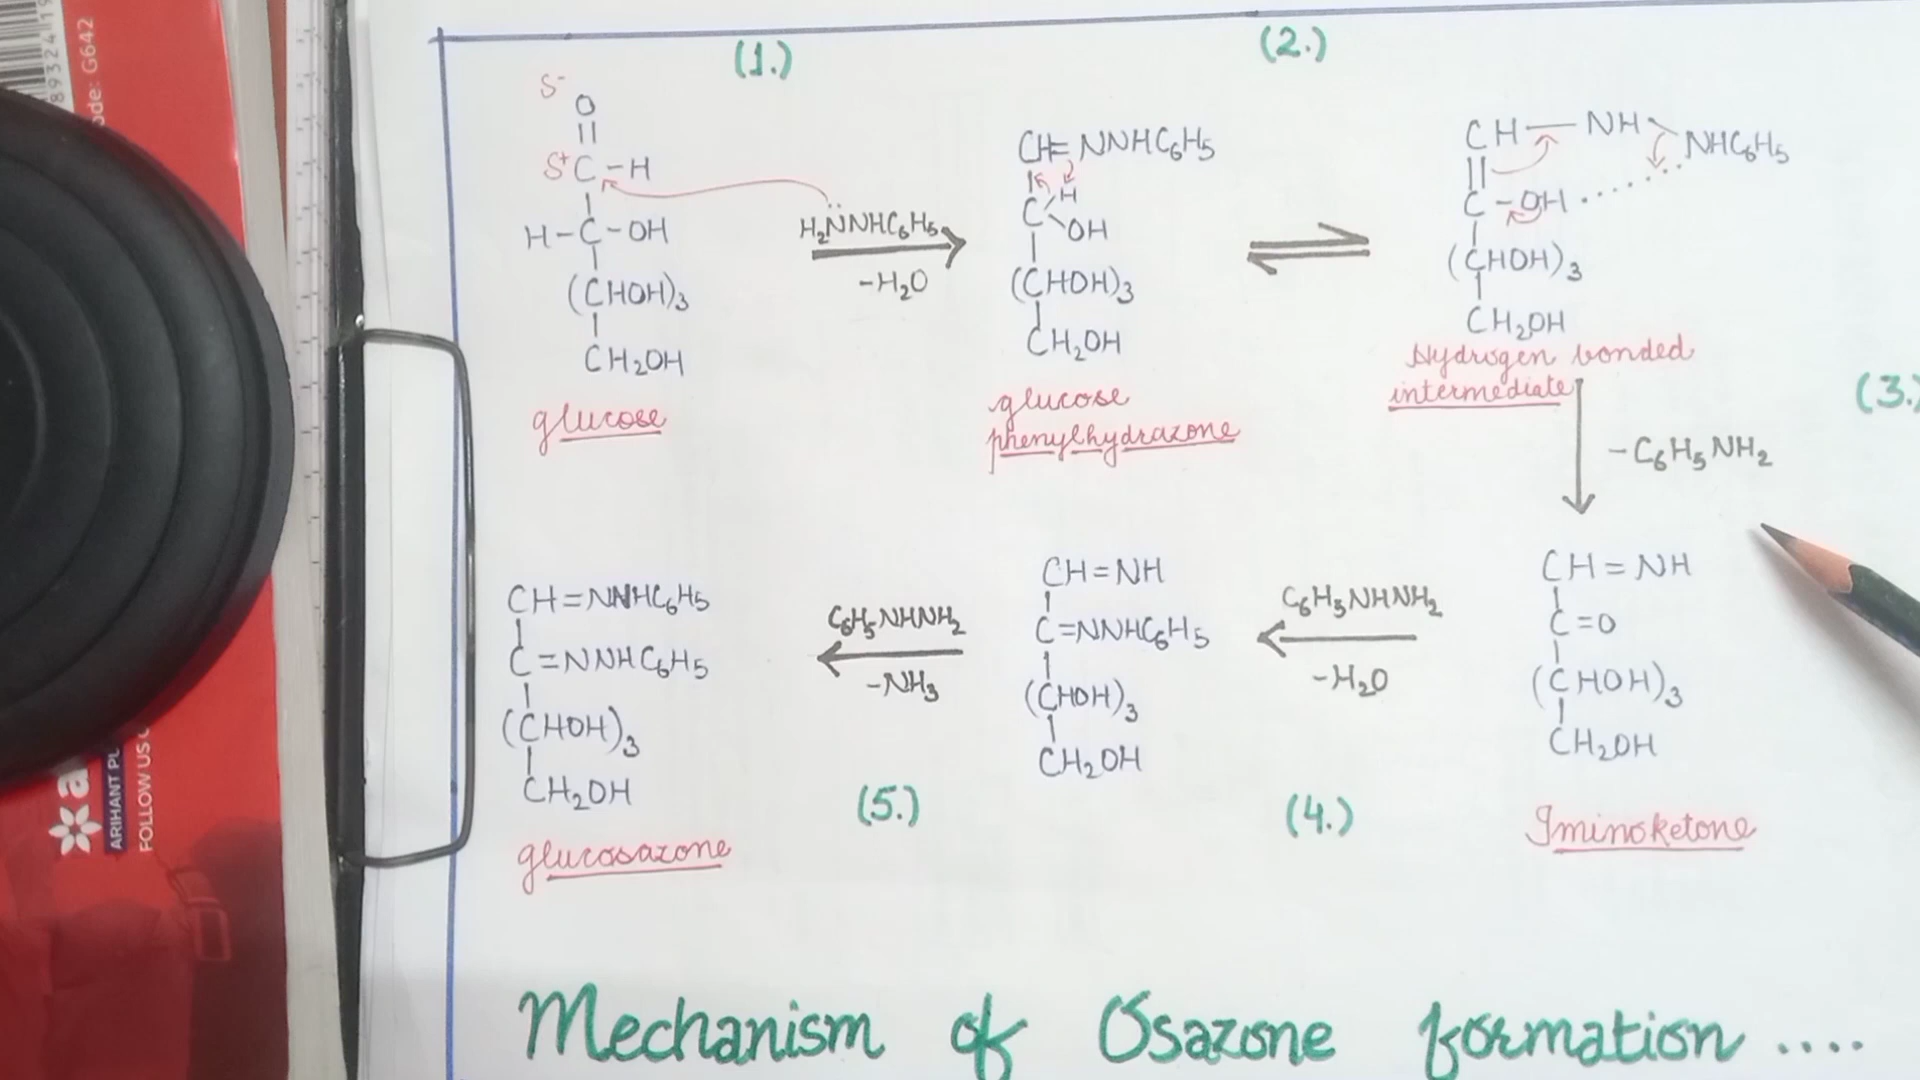 (1.)
(2.)
S-
O
||
S+ C-H
H-C-OH
(CHOH)3
CH2OH
glucose
H2NNHC6H5
-H2O
CH=NNHC6H5
C H
OH
(CHOH)3
CH2OH
glucose
phenylhydrazone
CH-NH
NHC6H5
||
C-OH
(CHOH)3
CH2OH
Hydrogen bonded
intermediate
(3.)
-C6H5NH2
CH=NH
C=O
(CHOH)3
CH2OH
Iminoketone
C6H5NHNH2
-H2O
(4.)
CH=NH
C=NNHC6H5
(CHOH)3
CH2OH
C6H5NHNH2
-NH3
(5.)
CH=NNHC6H5
C=NNHC6H5
(CHOH)3
CH2OH
glucosazone
Mechanism of Osazone formation ....
ode: G642
ARIHANT PU
FOLLOW US